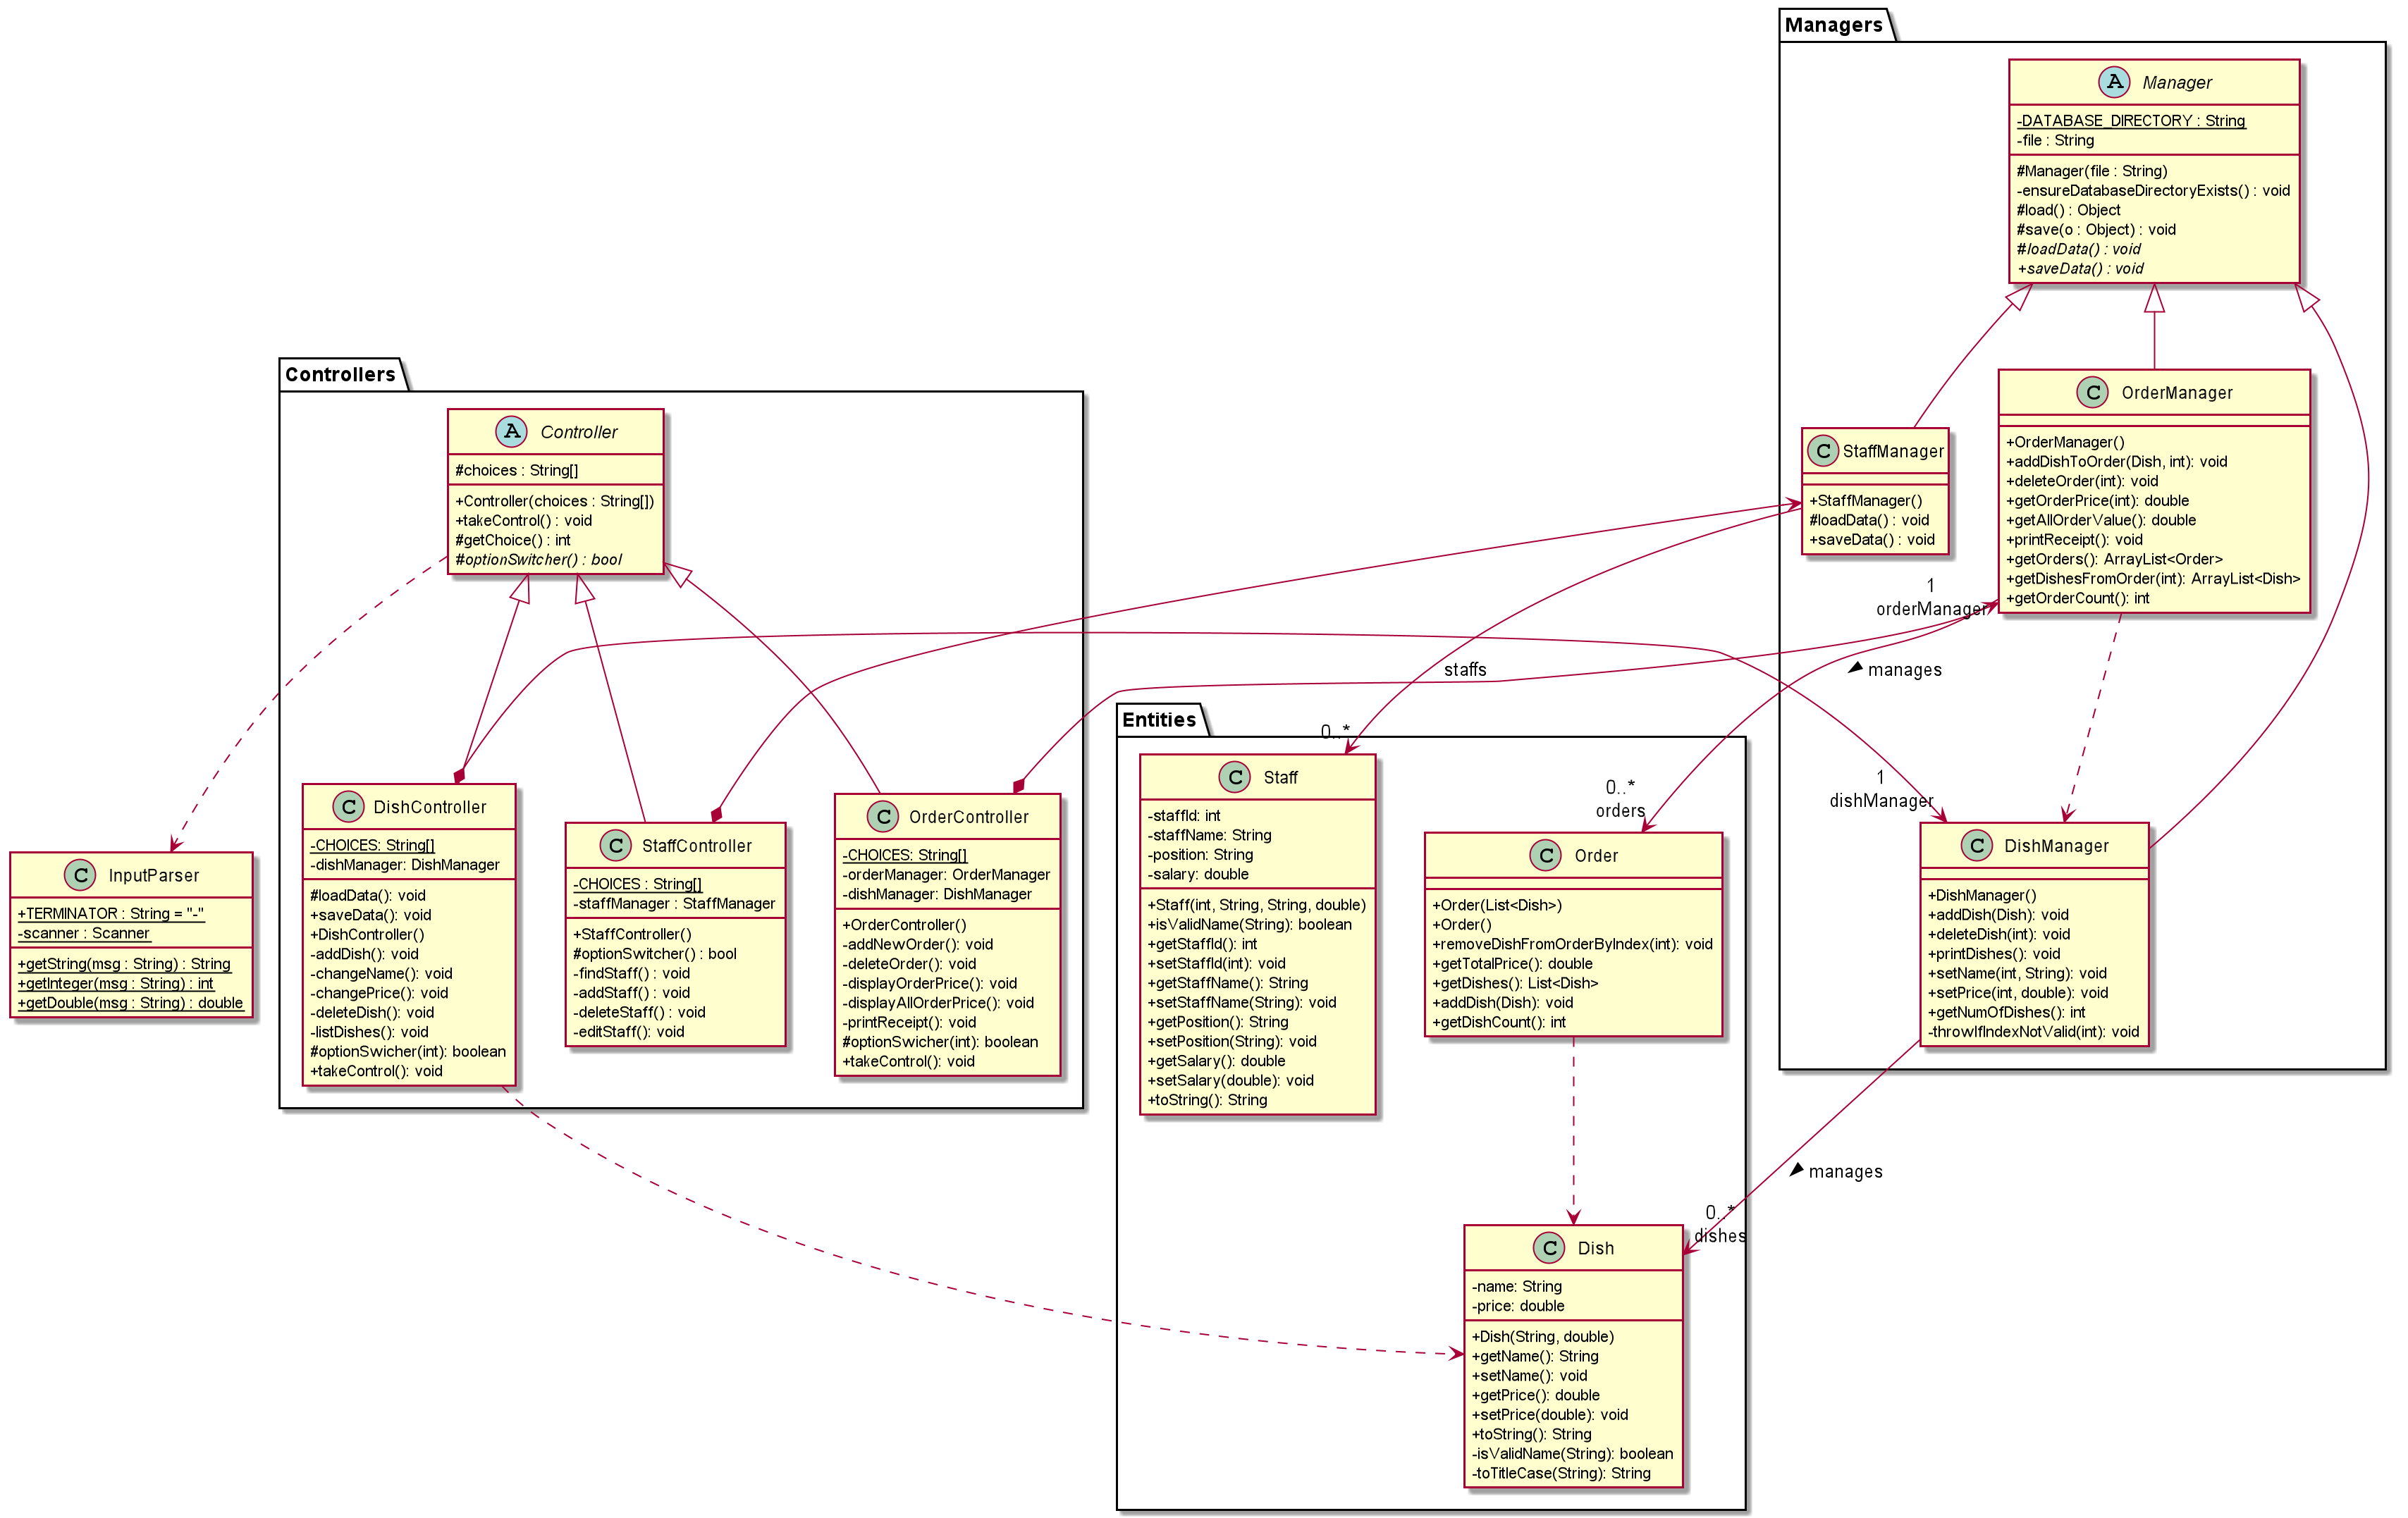 Managers
A Manager
-DATABASE_DIRECTORY : String
-file : String
#Manager(file : String)
-ensureDatabaseDirectoryExists() : void
#load() : Object
#save(o : Object) : void
#loadData() : void
+saveData() : void
C StaffManager
+StaffManager()
#loadData() : void
+saveData() : void
C OrderManager
+OrderManager()
+addDishToOrder(Dish, int): void
+deleteOrder(int): void
+getOrderPrice(int): double
+getAllOrderValue(): double
+printReceipt(): void
+getOrders(): ArrayList<Order>
+getDishesFromOrder(int): ArrayList<Dish>
+getOrderCount(): int
Controllers
A Controller
#choices : String[]
+Controller(choices : String[])
+takeControl() : void
#getChoice() : int
#optionSwitcher() : bool
1
orderManager
staffs
manages
0..*
0..*
orders
1
dishManager
C InputParser
+TERMINATOR : String = "-"
-scanner : Scanner
+getString(msg : String) : String
+getInteger(msg : String) : int
+getDouble(msg : String) : double
C DishController
-CHOICES: String[]
-dishManager: DishManager
#loadData(): void
+saveData(): void
+DishController()
-addDish(): void
-changeName(): void
-changePrice(): void
-deleteDish(): void
-listDishes(): void
#optionSwicher(int): boolean
+takeControl(): void
C StaffController
-CHOICES : String[]
-staffManager : StaffManager
+StaffController()
#optionSwitcher() : bool
-findStaff() : void
-addStaff() : void
-deleteStaff() : void
-editStaff(): void
C OrderController
-CHOICES: String[]
-orderManager: OrderManager
-dishManager: DishManager
+OrderController()
-addNewOrder(): void
-deleteOrder(): void
-displayOrderPrice(): void
-displayAllOrderPrice(): void
-printReceipt(): void
#optionSwicher(int): boolean
+takeControl(): void
Entities
C Staff
-staffId: int
-staffName: String
-position: String
-salary: double
+Staff(int, String, String, double)
+isValidName(String): boolean
+getStaffId(): int
+setStaffId(int): void
+getStaffName(): String
+setStaffName(String): void
+getPosition(): String
+setPosition(String): void
+getSalary(): double
+setSalary(double): void
+toString(): String
C Order
+Order(List<Dish>)
+Order()
+removeDishFromOrderByIndex(int): void
+getTotalPrice(): double
+getDishes(): List<Dish>
+addDish(Dish): void
+getDishCount(): int
C DishManager
+DishManager()
+addDish(Dish): void
+deleteDish(int): void
+printDishes(): void
+setName(int, String): void
+setPrice(int, double): void
+getNumOfDishes(): int
-throwIfIndexNotValid(int): void
manages
0..*
dishes
C Dish
-name: String
-price: double
+Dish(String, double)
+getName(): String
+setName(): void
+getPrice(): double
+setPrice(double): void
+toString(): String
-isValidName(String): boolean
-toTitleCase(String): String